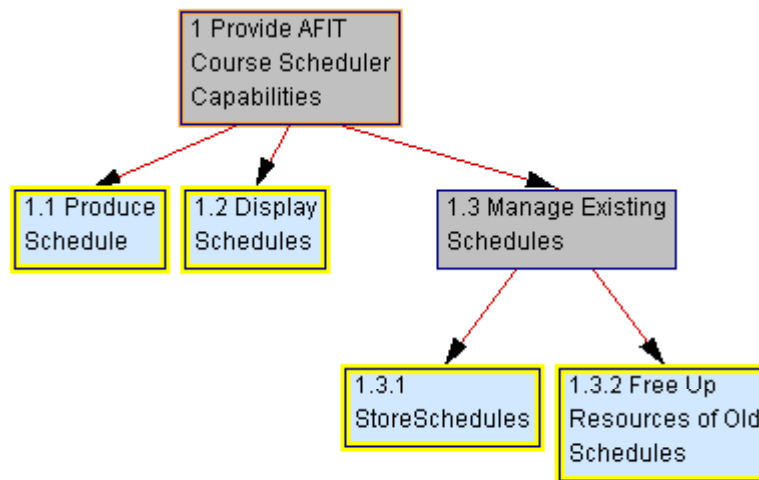 1 Provide AFIT
Course Scheduler
Capabilities
1.1 Produce
Schedule
1.2 Display
Schedules
1.3 Manage Existing
Schedules
1.3.1
StoreSchedules
1.3.2 Free Up
Resources of Old
Schedules